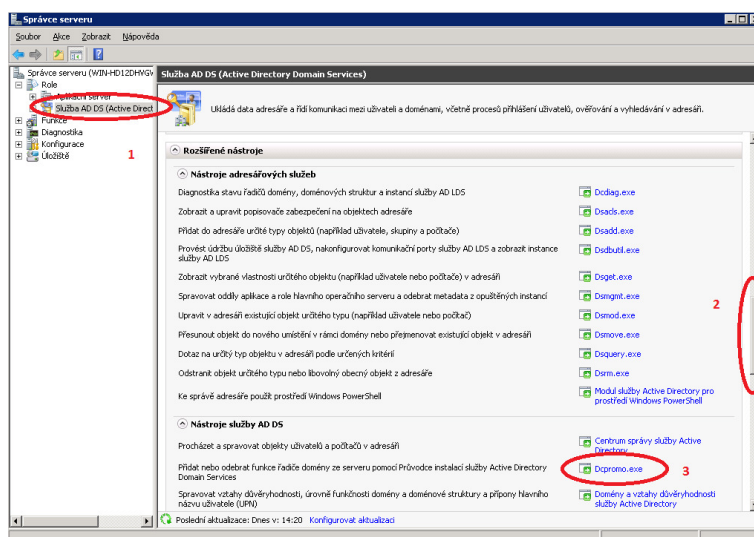 Správce serveru
Soubor Akce Zobrazit Nápověda
Správce serveru (WIN-HD12DHWGV
Role
Aplikační server
Služba AD DS (Active Direct
Funkce
Diagnostika
Konfigurace
Úložiště
1
Služba AD DS (Active Directory Domain Services)
Ukládá data adresáře a řídí komunikaci mezi uživateli a doménami, včetně procesů přihlášení uživatelů, ověřování a vyhledávání v adresáři.
Rozšířené nástroje
Nástroje adresářových služeb
Diagnostika stavu řadičů domény, doménových struktur a instancí služby AD LDS
Dcdiag.exe
Zobrazit a upravit popisovače zabezpečení na objektech adresáře
Dsacls.exe
Přidat do adresáře určité typy objektů (například uživatele, skupiny a počítače)
Dsadd.exe
Provést údržbu úložiště služby AD DS, nakonfigurovat komunikační porty služby AD LDS a zobrazit instance
služby AD LDS
Dsdbutil.exe
Zobrazit vybrané vlastnosti určitého objektu (například uživatele nebo počítače) v adresáři
Dsget.exe
Spravovat oddíly aplikace a role hlavního operačního serveru a odebrat metadata z opuštěných instancí
Dsmgmt.exe
2
Upravit v adresáři existující objekt určitého typu (například uživatele nebo počítač)
Dsmod.exe
Přesunout objekt do nového umístění v rámci domény nebo přejmenovat existující objekt v adresáři
Dsmove.exe
Dotaz na určitý typ objektu v adresáři podle určených kritérií
Dsquery.exe
Odstranit objekt určitého typu nebo libovolný obecný objekt z adresáře
Dsrm.exe
Ke správě adresáře použít prostředí Windows PowerShell
Modul služby Active Directory pro
prostředí Windows PowerShell
Nástroje služby AD DS
Procházet a spravovat objekty uživatelů a počítačů v adresáři
Centrum správy služby Active
Directory
Přidat nebo odebrat funkce řadiče domény ze serveru pomocí Průvodce instalací služby Active Directory
Domain Services
Dcpromo.exe
3
Spravovat vztahy důvěryhodnosti, úrovně funkčnosti domény a doménové struktury a přípony hlavního
názvu uživatele (UPN)
Domény a vztahy důvěryhodnosti
služby Active Directory
Poslední aktualizace: Dnes v: 14:20 Konfigurovat aktualizaci